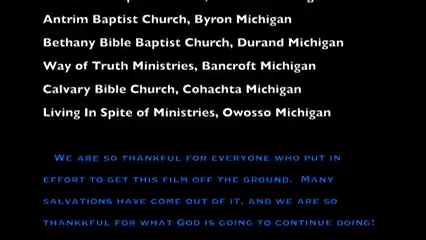 Antrim Baptist Church, Byron Michigan
Bethany Bible Baptist Church, Durand Michigan
Way of Truth Ministries, Bancroft Michigan
Calvary Bible Church, Cohachta Michigan
Living In Spite of Ministries, Owosso Michigan
We are so thankful for everyone who put in
effort to get this film off the ground. Many
salvations have come out of it, and we are so
thankkful for what God is going to continue doing!